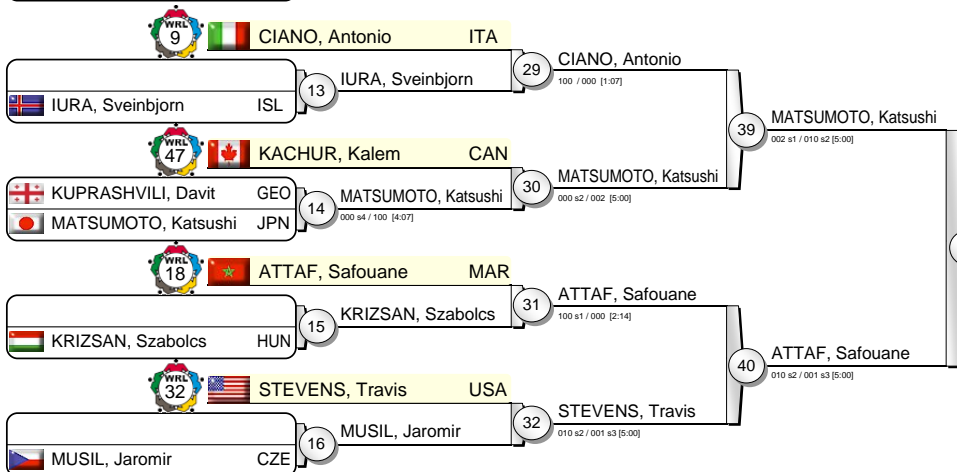 WRL
9
CIANO, Antonio ITA
IURA, Sveinbjorn ISL
13
IURA, Sveinbjorn
29
CIANO, Antonio
100 / 000 [1:07]
WRL
47
KACHUR, Kalem CAN
KUPRASHVILI, Davit GEO
MATSUMOTO, Katsushi JPN
14
MATSUMOTO, Katsushi
000 s4 / 100 [4:07]
30
MATSUMOTO, Katsushi
000 s2 / 002 [5:00]
39
MATSUMOTO, Katsushi
002 s1 / 010 s2 [5:00]
WRL
18
ATTAF, Safouane MAR
KRIZSAN, Szabolcs HUN
15
KRIZSAN, Szabolcs
31
ATTAF, Safouane
100 s1 / 000 [2:14]
WRL
32
STEVENS, Travis USA
MUSIL, Jaromir CZE
16
MUSIL, Jaromir
32
STEVENS, Travis
010 s2 / 001 s3 [5:00]
40
ATTAF, Safouane
010 s2 / 001 s3 [5:00]